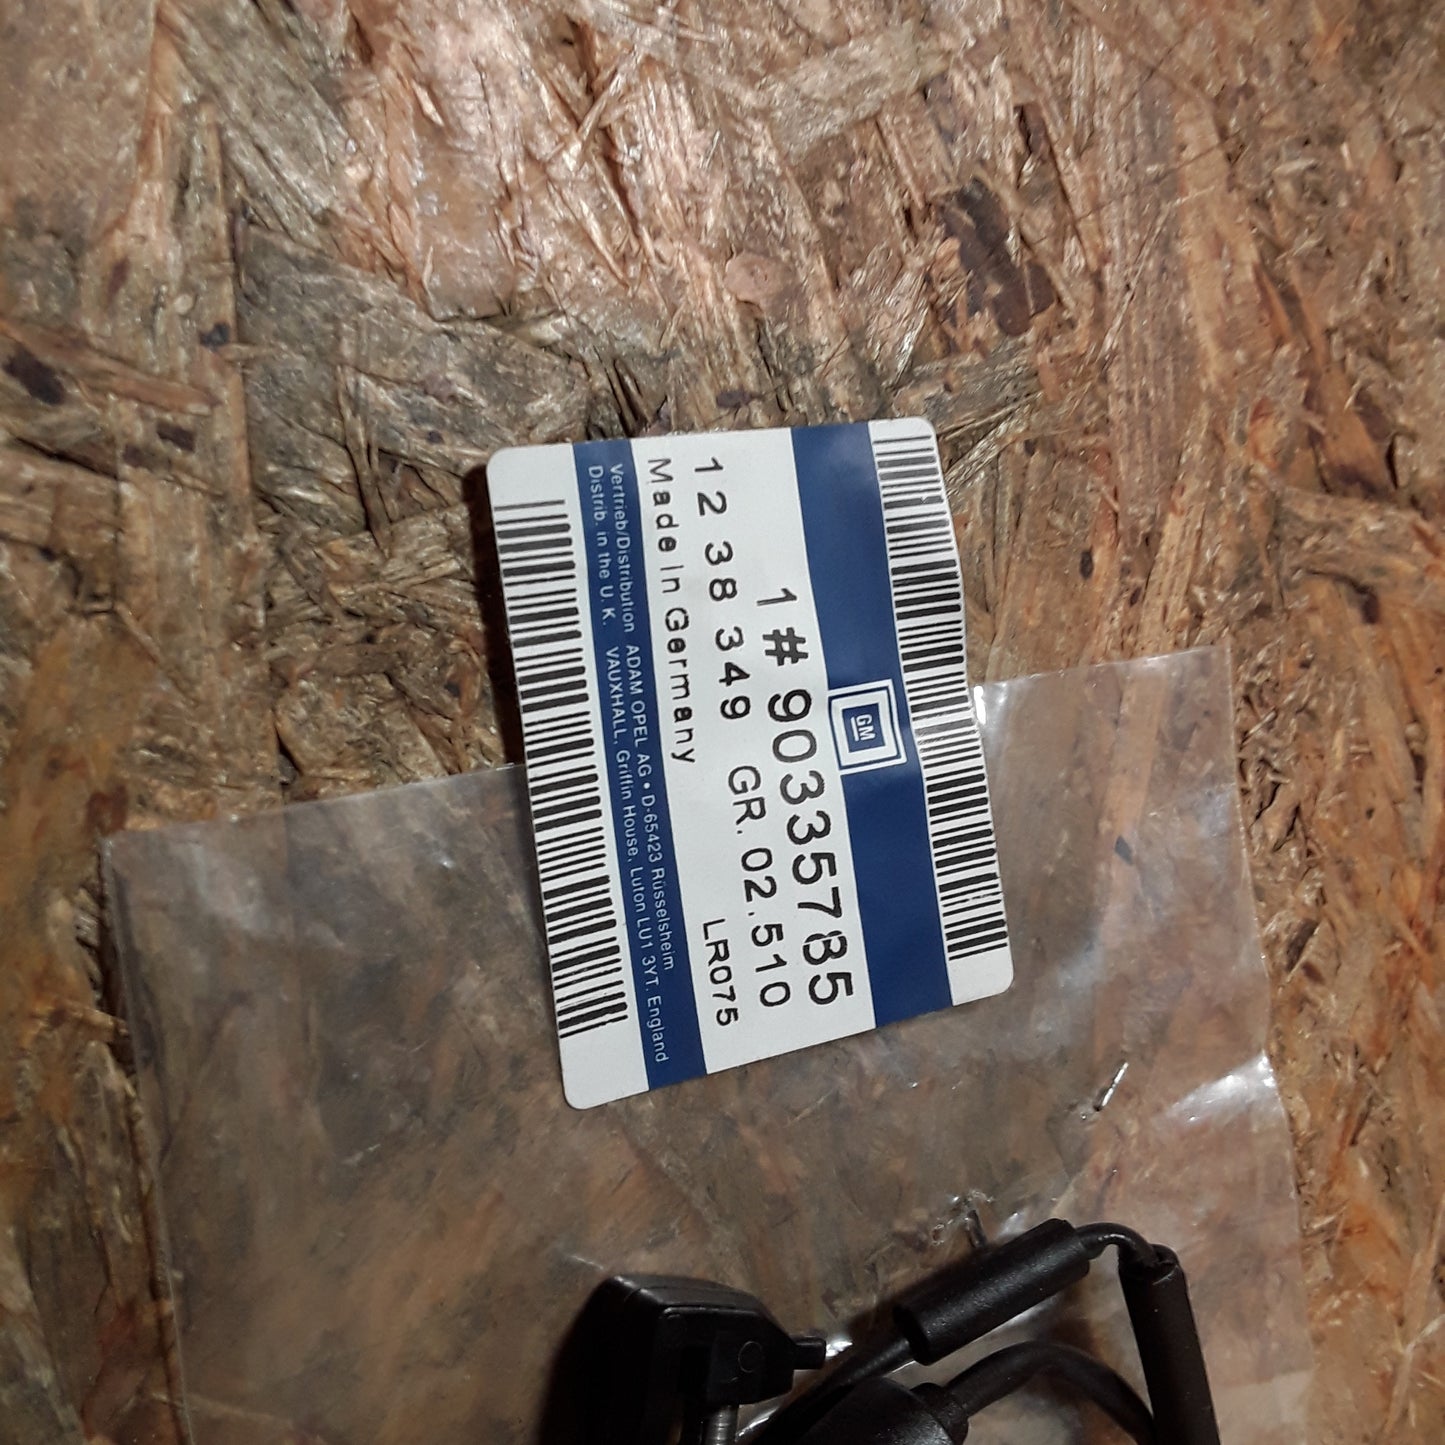 GM
1 # 90335785
12 38 349 GR. 02.510
LR075
Made in Germany
Vertrieb/Distribution ADAM OPEL AG • D-65423 Rüsselsheim
Distrib. in the U. K. VAUXHALL, Griffin House, Luton LU1 3YT. England